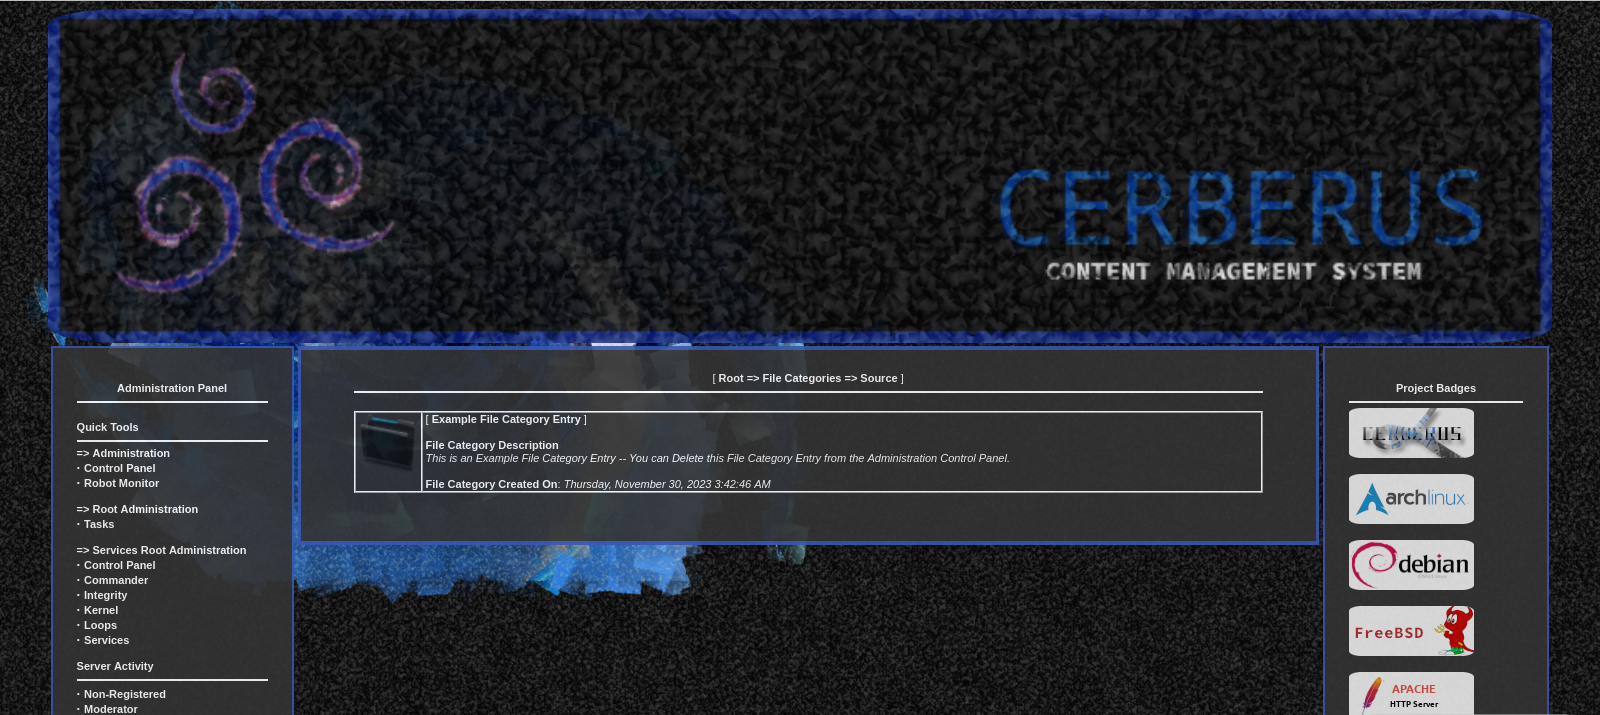 CERBERUS
CONTENT MANAGEMENT SYSTEM
Administration Panel
Quick Tools
=> Administration
· Control Panel
· Robot Monitor
=> Root Administration
· Tasks
=> Services Root Administration
· Control Panel
· Commander
· Integrity
· Kernel
· Loops
· Services
Server Activity
· Non-Registered
· Moderator
[ Root => File Categories => Source ]
[ Example File Category Entry ]
File Category Description
This is an Example File Category Entry -- You can Delete this File Category Entry from the Administration Control Panel.
File Category Created On: Thursday, November 30, 2023 3:42:46 AM
Project Badges
CERBERUS
archlinux
debian
FreeBSD
APACHE
HTTP Server